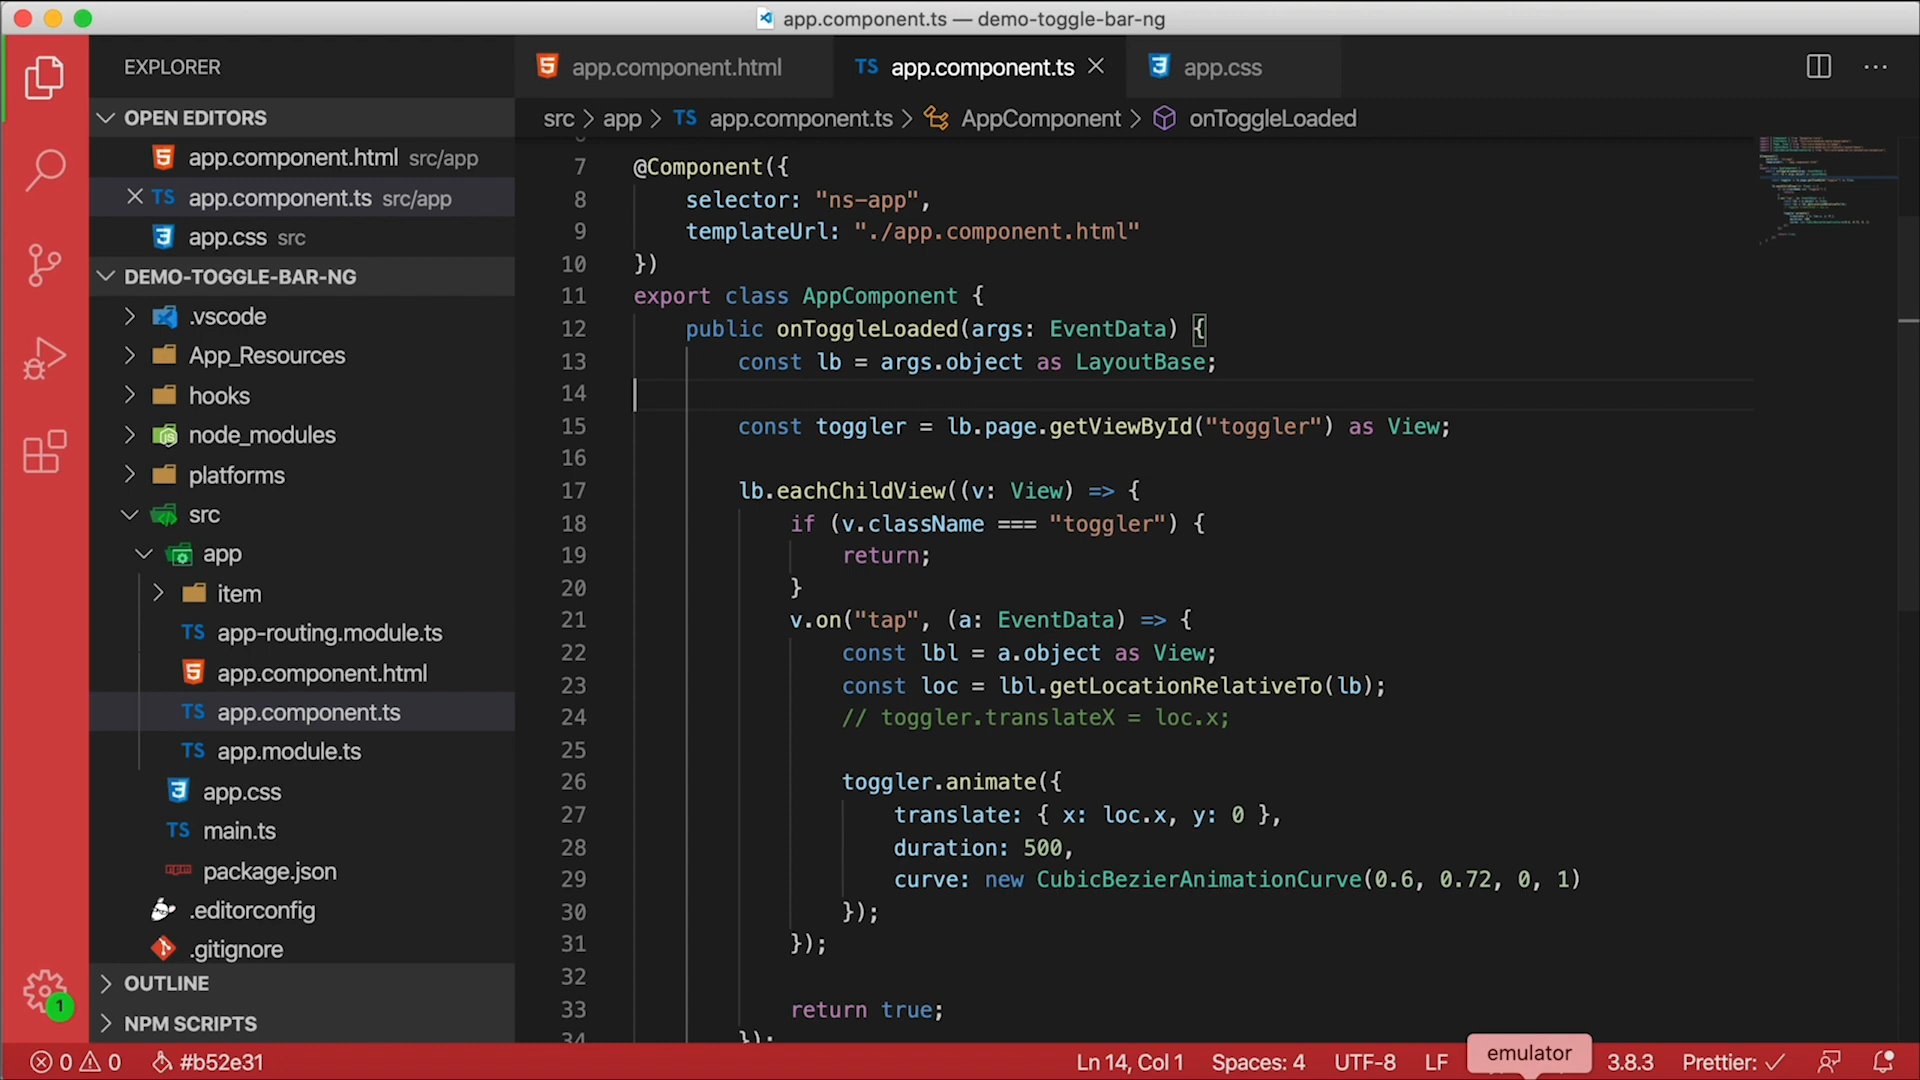 app.component.ts — demo-toggle-bar-ng
EXPLORER
OPEN EDITORS
app.component.html src/app
TS app.component.ts src/app
app.css src
DEMO-TOGGLE-BAR-NG
.vscode
App_Resources
hooks
node_modules
platforms
src
app
item
TS app-routing.module.ts
app.component.html
TS app.component.ts
TS app.module.ts
app.css
TS main.ts
package.json
.editorconfig
.gitignore
OUTLINE
NPM SCRIPTS
1
app.component.html
TS app.component.ts
app.css
src > app > TS app.component.ts > AppComponent > onToggleLoaded
7 @Component({
8 selector: "ns-app",
9 templateUrl: "./app.component.html"
10 })
11 export class AppComponent {
12 public onToggleLoaded(args: EventData) {
13 const lb = args.object as LayoutBase;
14
15 const toggler = lb.page.getViewById("toggler") as View;
16
17 lb.eachChildView((v: View) => {
18 if (v.className === "toggler") {
19 return;
20 }
21 v.on("tap", (a: EventData) => {
22 const lbl = a.object as View;
23 const loc = lbl.getLocationRelativeTo(lb);
24 // toggler.translateX = loc.x;
25
26 toggler.animate({
27 translate: { x: loc.x, y: 0 },
28 duration: 500,
29 curve: new CubicBezierAnimationCurve(0.6, 0.72, 0, 1)
30 });
31 });
32
33 return true;
34 });
0 0 #b52e31
Ln 14, Col 1 Spaces: 4 UTF-8 LF emulator 3.8.3 Prettier: ✓